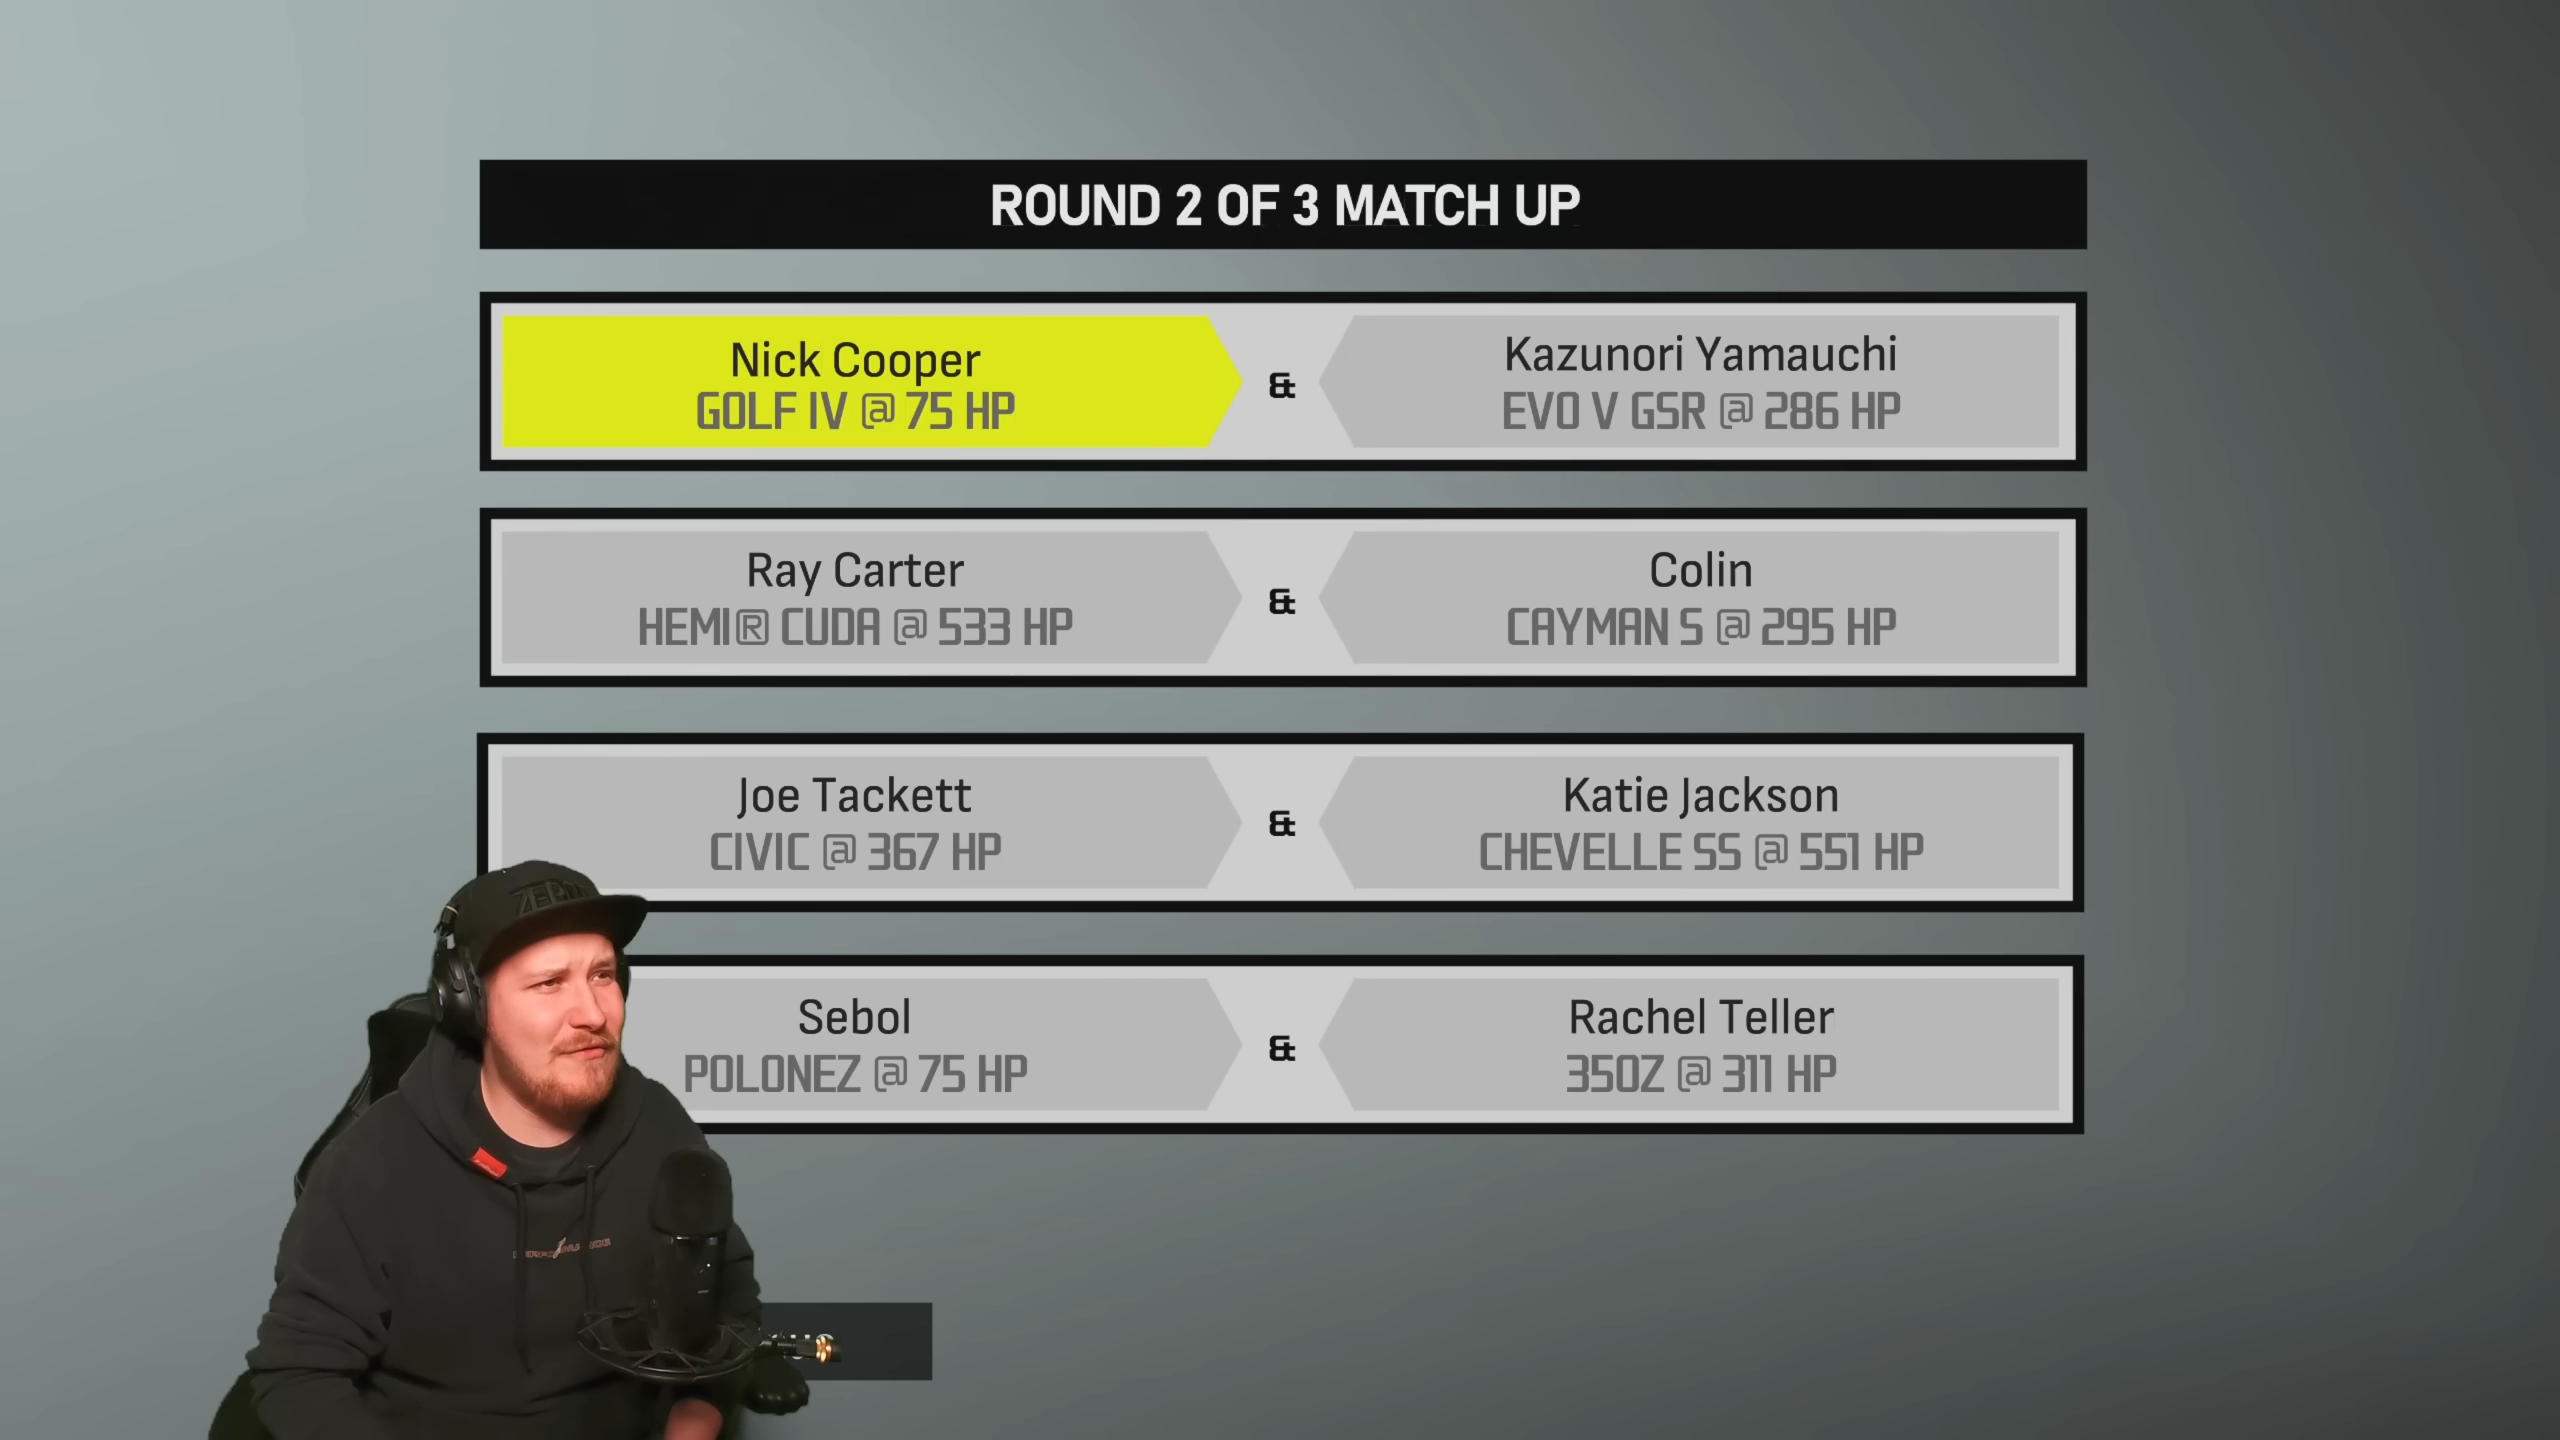 ROUND 2 OF 3 MATCH UP
Nick Cooper
GOLF IV @ 75 HP
&
Kazunori Yamauchi
EVO V GSR @ 286 HP
Ray Carter
HEMI® CUDA @ 533 HP
&
Colin
CAYMAN S @ 295 HP
Joe Tackett
CIVIC @ 367 HP
&
Katie Jackson
CHEVELLE SS @ 551 HP
Sebol
POLONEZ @ 75 HP
&
Rachel Teller
350Z @ 311 HP